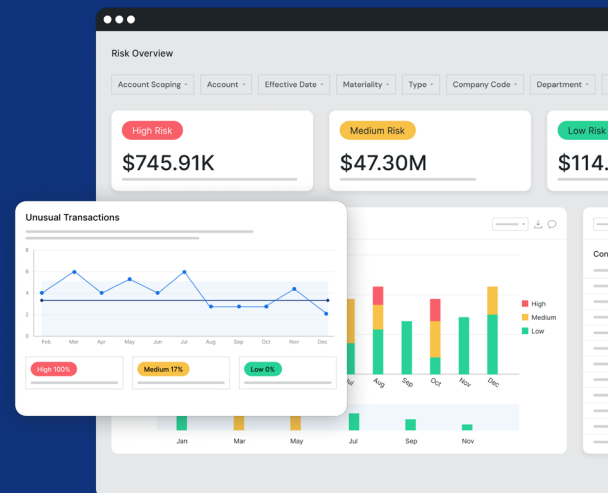 Risk Overview
Account Scoping
Account
Effective Date
Materiality
Type
Company Code
Department
High Risk
$745.91K
Medium Risk
$47.30M
Low Risk
$114.
Unusual Transactions
8
6
4
2
0
Feb Mar Apr May Jun Jul Aug Sep Oct Nov Dec
High 100%
Medium 17%
Low 0%
High
Medium
Low
Aug Sep Oct Nov Dec
Jan Mar May Jul Sep Nov